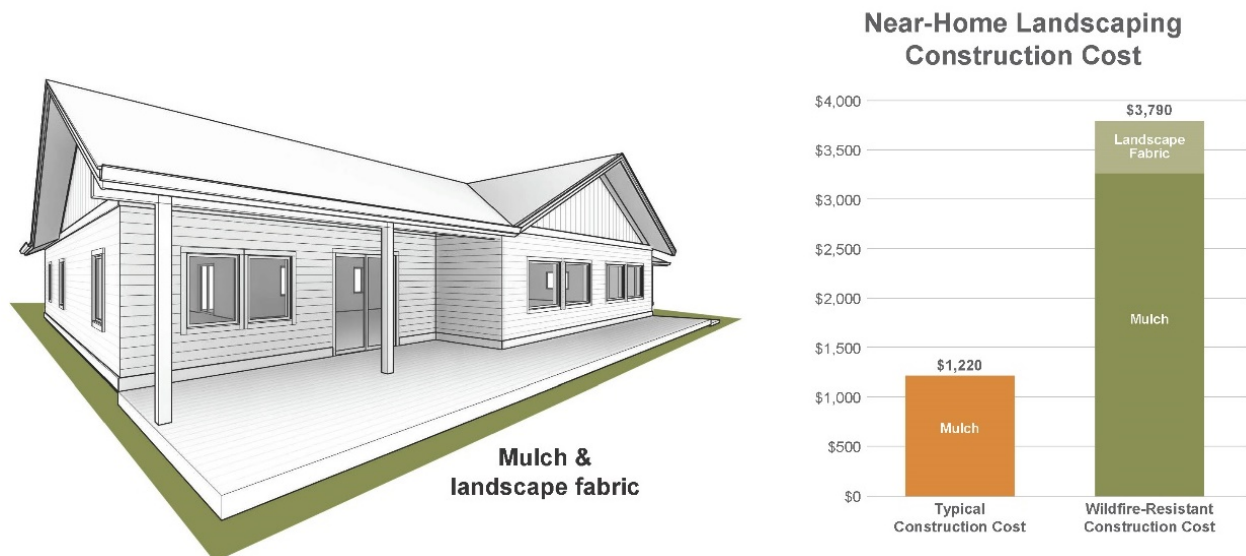 Mulch &
landscape fabric
Near-Home Landscaping
Construction Cost
$4,000
$3,500
$3,000
$2,500
$2,000
$1,500
$1,000
$500
$0
$1,220
Mulch
$3,790
Landscape
Fabric
Mulch
Typical
Construction Cost
Wildfire-Resistant
Construction Cost